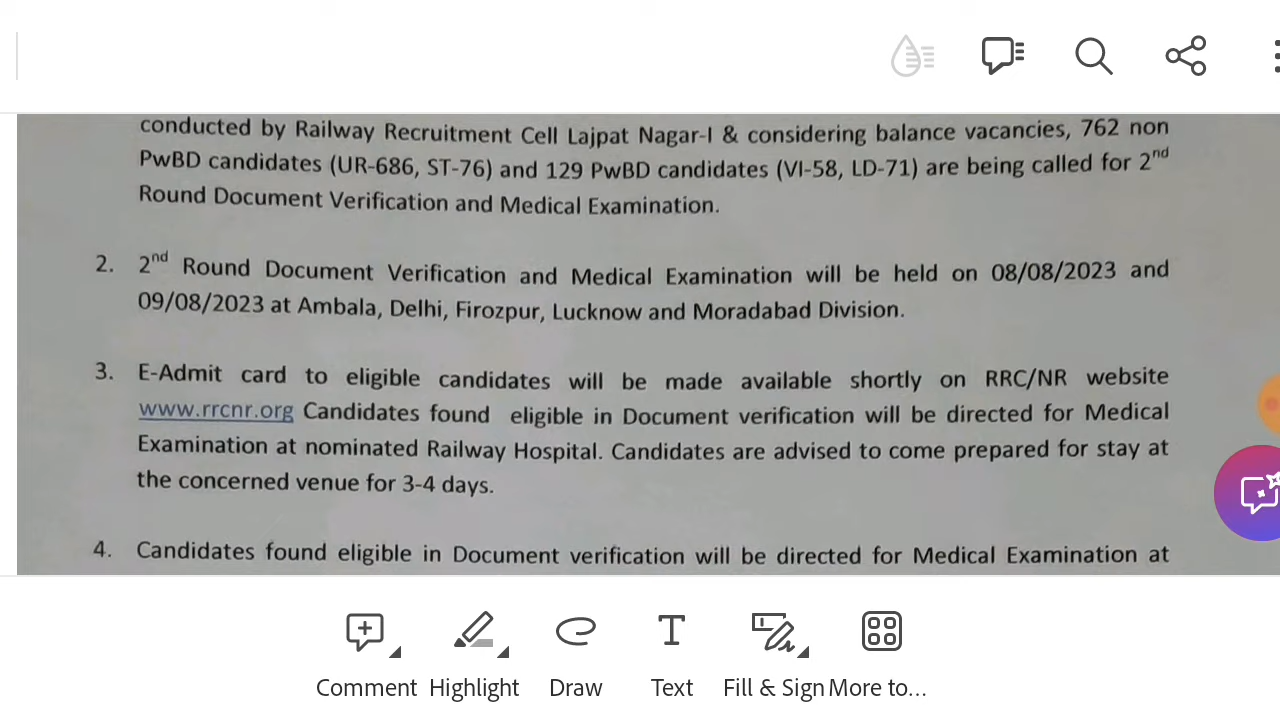 conducted by Railway Recruitment Cell Lajpat Nagar-I & considering balance vacancies, 762 non
PwBD candidates (UR-686, ST-76) and 129 PwBD candidates (VI-58, LD-71) are being called for 2nd
Round Document Verification and Medical Examination.
2. 2nd Round Document Verification and Medical Examination will be held on 08/08/2023 and
09/08/2023 at Ambala, Delhi, Firozpur, Lucknow and Moradabad Division.
3. E-Admit card to eligible candidates will be made available shortly on RRC/NR website
www.rrcnr.org Candidates found eligible in Document verification will be directed for Medical
Examination at nominated Railway Hospital. Candidates are advised to come prepared for stay at
the concerned venue for 3-4 days.
4. Candidates found eligible in Document verification will be directed for Medical Examination at
Comment Highlight Draw Text Fill & Sign More to...